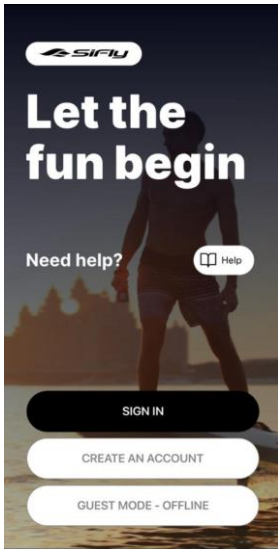 SiFly
Let the
fun begin
Need help?
Help
SIGN IN
CREATE AN ACCOUNT
GUEST MODE - OFFLINE